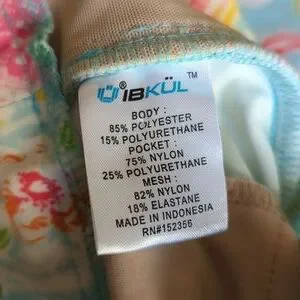 IBKÜL™
BODY :
85% POLYESTER
15% POLYURETHANE
POCKET :
75% NYLON
25% POLYURETHANE
MESH :
82% NYLON
18% ELASTANE
MADE IN INDONESIA
RN#152356